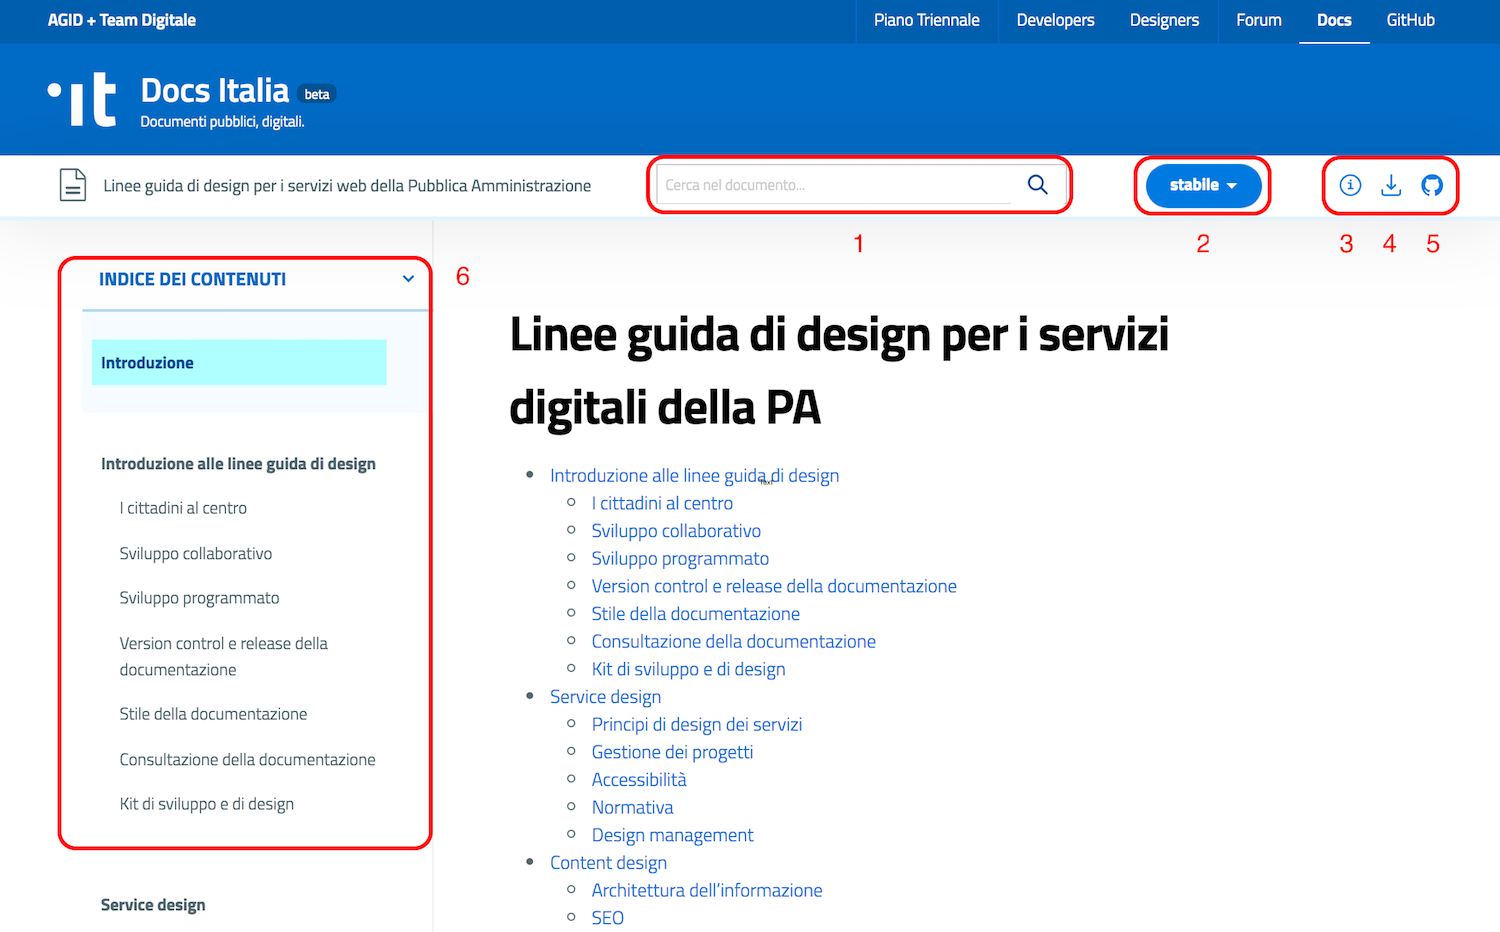 AGID + Team Digitale
Piano Triennale
Developers
Designers
Forum
Docs
GitHub
Docs Italia beta
Documenti pubblici, digitali.
Linee guida di design per i servizi web della Pubblica Amministrazione
Cerca nel documento...
stabile
1
2
3
4
5
INDICE DEI CONTENUTI
6
Introduzione
Introduzione alle linee guida di design
I cittadini al centro
Sviluppo collaborativo
Sviluppo programmato
Version control e release della
documentazione
Stile della documentazione
Consultazione della documentazione
Kit di sviluppo e di design
Service design
Linee guida di design per i servizi
digitali della PA
Introduzione alle linee guida di design
Text
I cittadini al centro
Sviluppo collaborativo
Sviluppo programmato
Version control e release della documentazione
Stile della documentazione
Consultazione della documentazione
Kit di sviluppo e di design
Service design
Principi di design dei servizi
Gestione dei progetti
Accessibilità
Normativa
Design management
Content design
Architettura dell'informazione
SEO